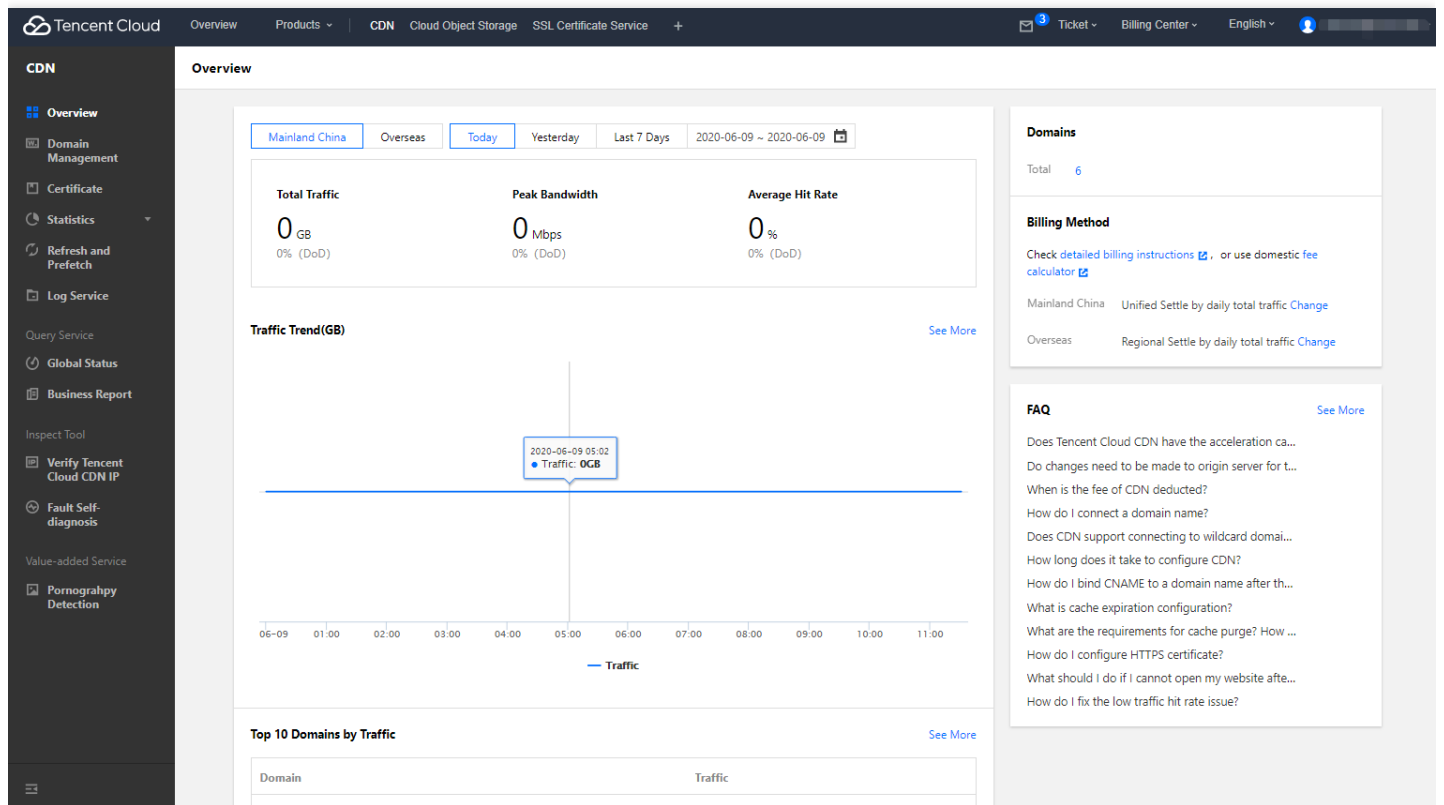 Tencent Cloud Overview Products CDN Cloud Object Storage SSL Certificate Service + 3 Ticket Billing Center English
CDN
Overview
Domain
Management
Certificate
Statistics
Refresh and
Prefetch
Log Service
Query Service
Global Status
Business Report
Inspect Tool
Verify Tencent
Cloud CDN IP
Fault Self-
diagnosis
Value-added Service
Pornograhpy
Detection
Overview
Mainland China Overseas Today Yesterday Last 7 Days 2020-06-09 ~ 2020-06-09
Total Traffic Peak Bandwidth Average Hit Rate
0 GB 0 Mbps 0 %
0% (DoD) 0% (DoD) 0% (DoD)
Traffic Trend(GB) See More
2020-06-09 05:02
Traffic: 0GB
06-09 01:00 02:00 03:00 04:00 05:00 06:00 07:00 08:00 09:00 10:00 11:00
Traffic
Top 10 Domains by Traffic See More
Domain Traffic
Domains
Total 6
Billing Method
Check detailed billing instructions , or use domestic fee
calculator
Mainland China Unified Settle by daily total traffic Change
Overseas Regional Settle by daily total traffic Change
FAQ See More
Does Tencent Cloud CDN have the acceleration ca...
Do changes need to be made to origin server for t...
When is the fee of CDN deducted?
How do I connect a domain name?
Does CDN support connecting to wildcard domai...
How long does it take to configure CDN?
How do I bind CNAME to a domain name after th...
What is cache expiration configuration?
What are the requirements for cache purge? How ...
How do I configure HTTPS certificate?
What should I do if I cannot open my website afte...
How do I fix the low traffic hit rate issue?